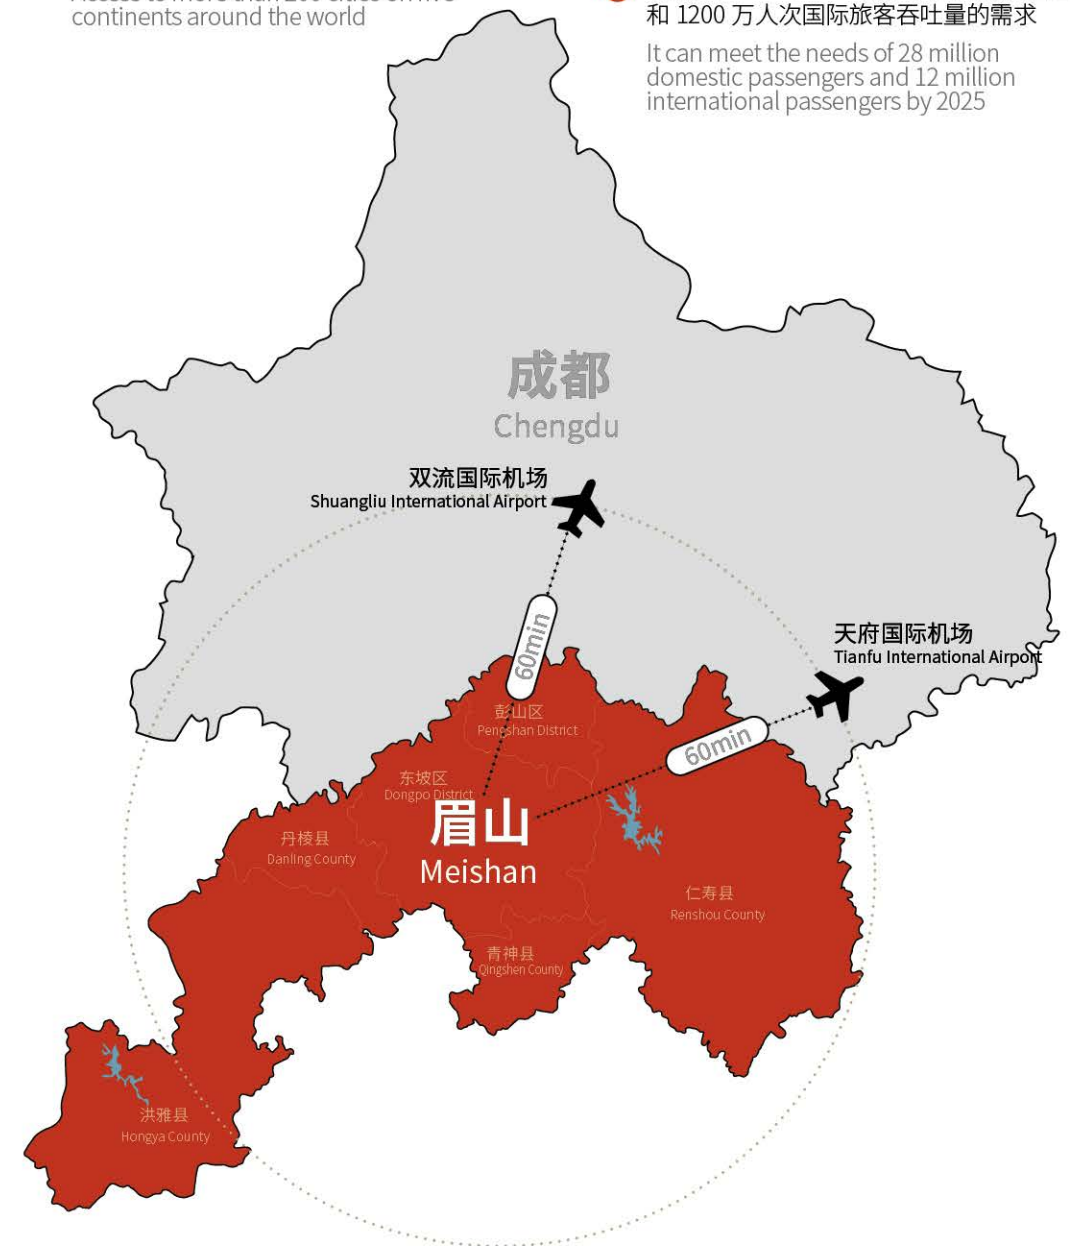 continents around the world
和 1200 万人次国际旅客吞吐量的需求
It can meet the needs of 28 million
domestic passengers and 12 million
international passengers by 2025
成都
Chengdu
双流国际机场
Shuangliu International Airport
60min
天府国际机场
Tianfu International Airport
60min
彭山区
Pengshan District
东坡区
Dongpo District
眉山
Meishan
丹棱县
Danling County
仁寿县
Renshou County
青神县
Qingshen County
洪雅县
Hongya County